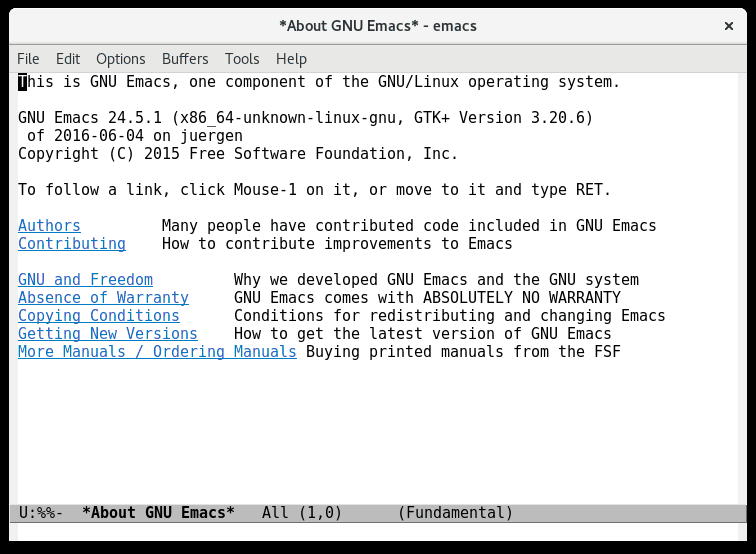 *About GNU Emacs* - emacs ×
File Edit Options Buffers Tools Help
This is GNU Emacs, one component of the GNU/Linux operating system.
GNU Emacs 24.5.1 (x86_64-unknown-linux-gnu, GTK+ Version 3.20.6)
of 2016-06-04 on juergen
Copyright (C) 2015 Free Software Foundation, Inc.
To follow a link, click Mouse-1 on it, or move to it and type RET.
Authors Many people have contributed code included in GNU Emacs
Contributing How to contribute improvements to Emacs
GNU and Freedom Why we developed GNU Emacs and the GNU system
Absence of Warranty GNU Emacs comes with ABSOLUTELY NO WARRANTY
Copying Conditions Conditions for redistributing and changing Emacs
Getting New Versions How to get the latest version of GNU Emacs
More Manuals / Ordering Manuals Buying printed manuals from the FSF
U:%%- *About GNU Emacs* All (1,0) (Fundamental)